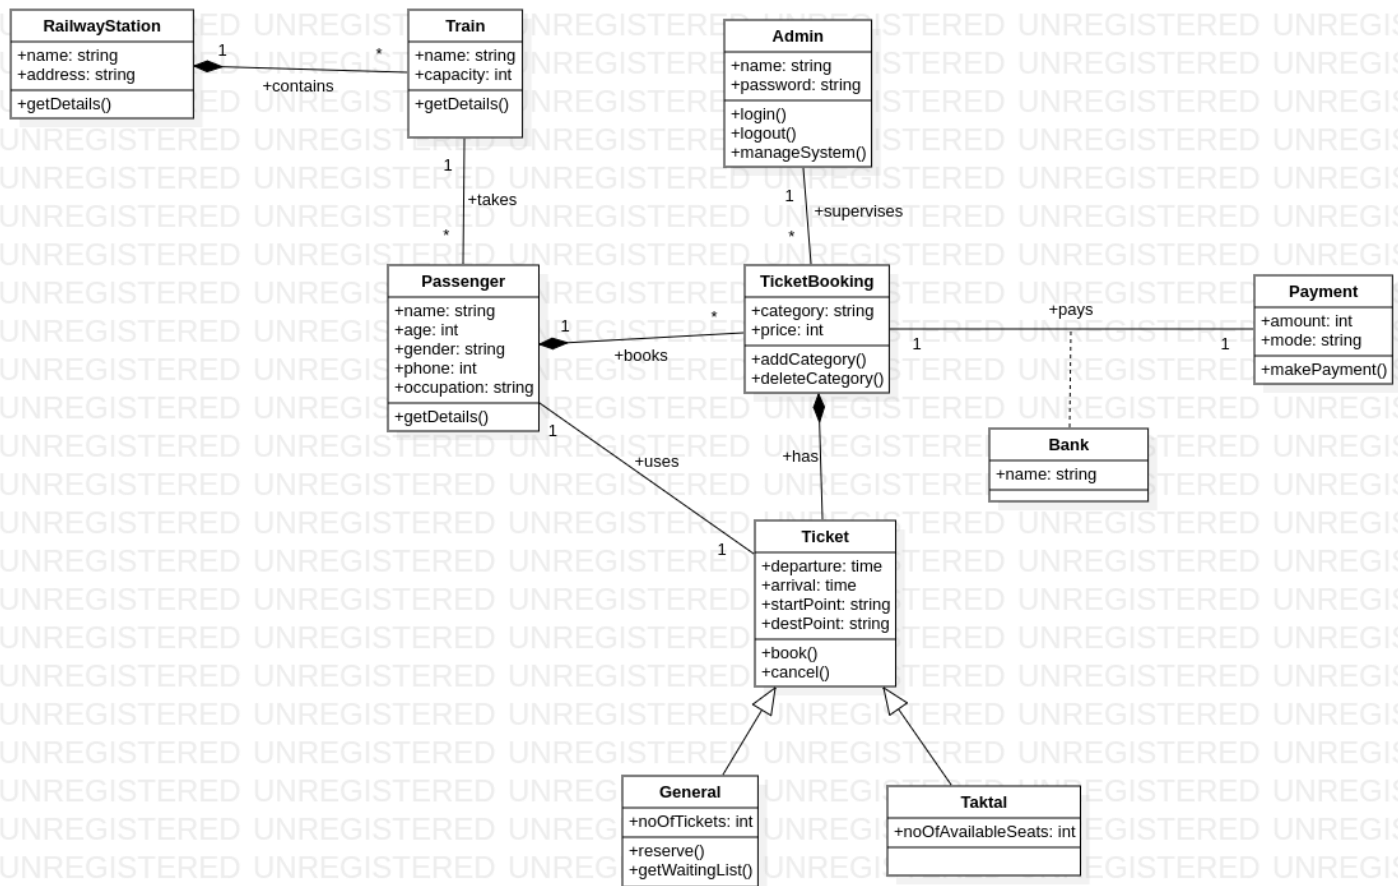 RailwayStation
+name: string
+address: string
+getDetails()
1
*
+contains
Train
+name: string
+capacity: int
+getDetails()
1
+takes
*
Admin
+name: string
+password: string
+login()
+logout()
+manageSystem()
1
+supervises
*
Passenger
+name: string
+age: int
+gender: string
+phone: int
+occupation: string
+getDetails()
1
*
+books
TicketBooking
+category: string
+price: int
+addCategory()
+deleteCategory()
+pays
1
1
Payment
+amount: int
+mode: string
+makePayment()
Bank
+name: string
1
+uses
1
+has
Ticket
+departure: time
+arrival: time
+startPoint: string
+destPoint: string
+book()
+cancel()
General
+noOfTickets: int
+reserve()
+getWaitingList()
Taktal
+noOfAvailableSeats: int
UNREGISTERED